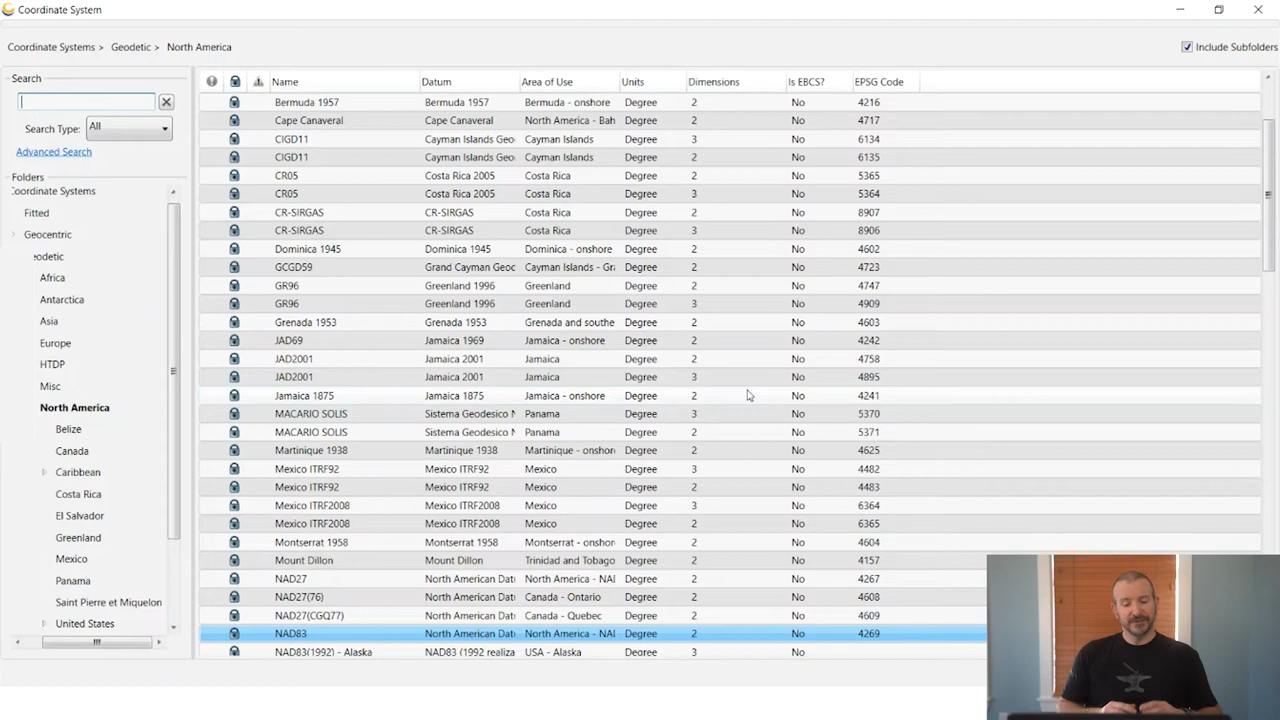 Coordinate System
Coordinate Systems > Geodetic > North America
Include Subfolders
Search
Search Type: All
Advanced Search
Folders
Coordinate Systems
Fitted
Geocentric
eodetic
Africa
Antarctica
Asia
Europe
HTDP
Misc
North America
Belize
Canada
Caribbean
Costa Rica
El Salvador
Greenland
Mexico
Panama
Saint Pierre et Miquelon
United States
Name Datum Area of Use Units Dimensions Is EBCS? EPSG Code
Bermuda 1957 Bermuda 1957 Bermuda - onshore Degree 2 No 4216
Cape Canaveral Cape Canaveral North America - Bah Degree 2 No 4717
CIGD11 Cayman Islands Geo Cayman Islands Degree 3 No 6134
CIGD11 Cayman Islands Geo Cayman Islands Degree 2 No 6135
CR05 Costa Rica 2005 Costa Rica Degree 2 No 5365
CR05 Costa Rica 2005 Costa Rica Degree 3 No 5364
CR-SIRGAS CR-SIRGAS Costa Rica Degree 2 No 8907
CR-SIRGAS CR-SIRGAS Costa Rica Degree 3 No 8906
Dominica 1945 Dominica 1945 Dominica - onshore Degree 2 No 4602
GCGD59 Grand Cayman Geoc Cayman Islands - Gr Degree 2 No 4723
GR96 Greenland 1996 Greenland Degree 2 No 4747
GR96 Greenland 1996 Greenland Degree 3 No 4909
Grenada 1953 Grenada 1953 Grenada and southe Degree 2 No 4603
JAD69 Jamaica 1969 Jamaica - onshore Degree 2 No 4242
JAD2001 Jamaica 2001 Jamaica Degree 2 No 4758
JAD2001 Jamaica 2001 Jamaica Degree 3 No 4895
Jamaica 1875 Jamaica 1875 Jamaica - onshore Degree 2 No 4241
MACARIO SOLIS Sistema Geodesico N Panama Degree 3 No 5370
MACARIO SOLIS Sistema Geodesico N Panama Degree 2 No 5371
Martinique 1938 Martinique 1938 Martinique - onshor Degree 2 No 4625
Mexico ITRF92 Mexico ITRF92 Mexico Degree 3 No 4482
Mexico ITRF92 Mexico ITRF92 Mexico Degree 2 No 4483
Mexico ITRF2008 Mexico ITRF2008 Mexico Degree 3 No 6364
Mexico ITRF2008 Mexico ITRF2008 Mexico Degree 2 No 6365
Montserrat 1958 Montserrat 1958 Montserrat - onshor Degree 2 No 4604
Mount Dillon Mount Dillon Trinidad and Tobago Degree 2 No 4157
NAD27 North American Dat North America - NAI Degree 2 No 4267
NAD27(76) North American Dat Canada - Ontario Degree 2 No 4608
NAD27(CGQ77) North American Dat Canada - Quebec Degree 2 No 4609
NAD83 North American Dat North America - NAI Degree 2 No 4269
NAD83(1992) - Alaska NAD83 (1992 realiza USA - Alaska Degree 3 No